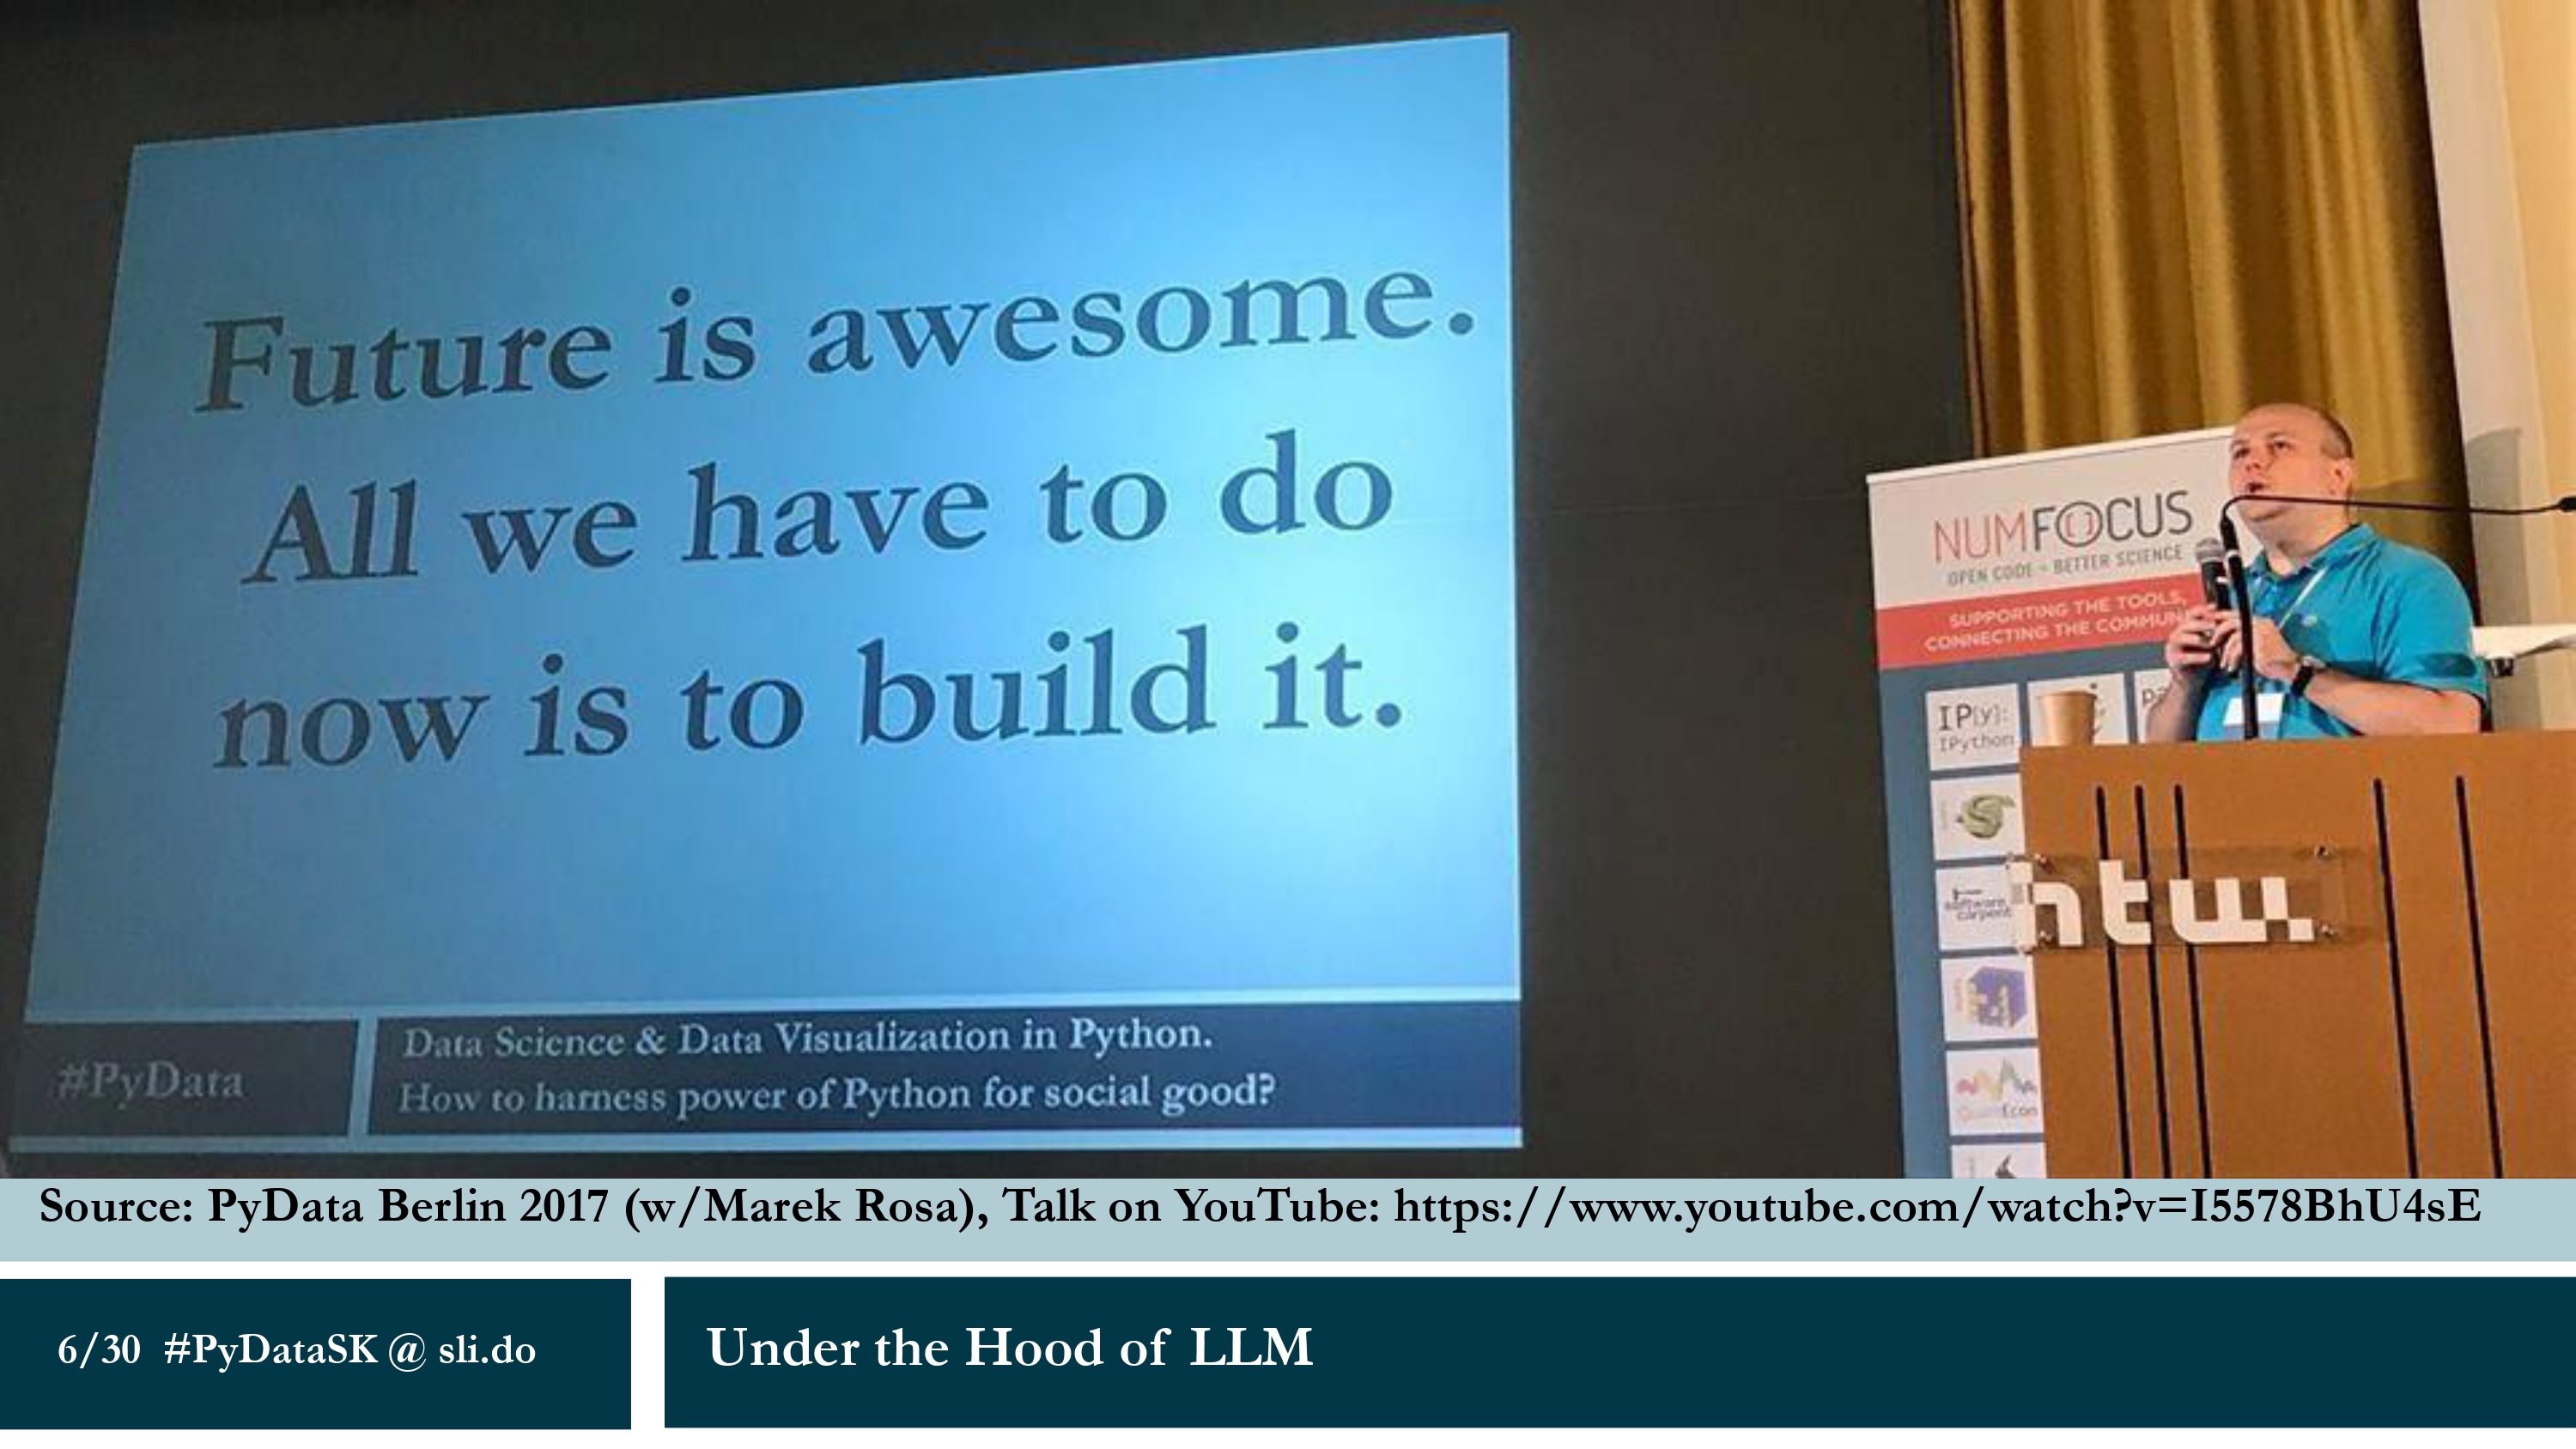 Future is awesome.
All we have to do
now is to build it.
#PyData
Data Science & Data Visualization in Python.
How to harness power of Python for social good?
NUMFOCUS
OPEN CODE = BETTER SCIENCE
SUPPORTING THE TOOLS,
CONNECTING THE
IP[y]:
IPython
software
htw.
Source: PyData Berlin 2017 (w/Marek Rosa), Talk on YouTube: https://www.youtube.com/watch?v=I5578BhU4sE
6/30 #PyDataSK @ sli.do
Under the Hood of LLM